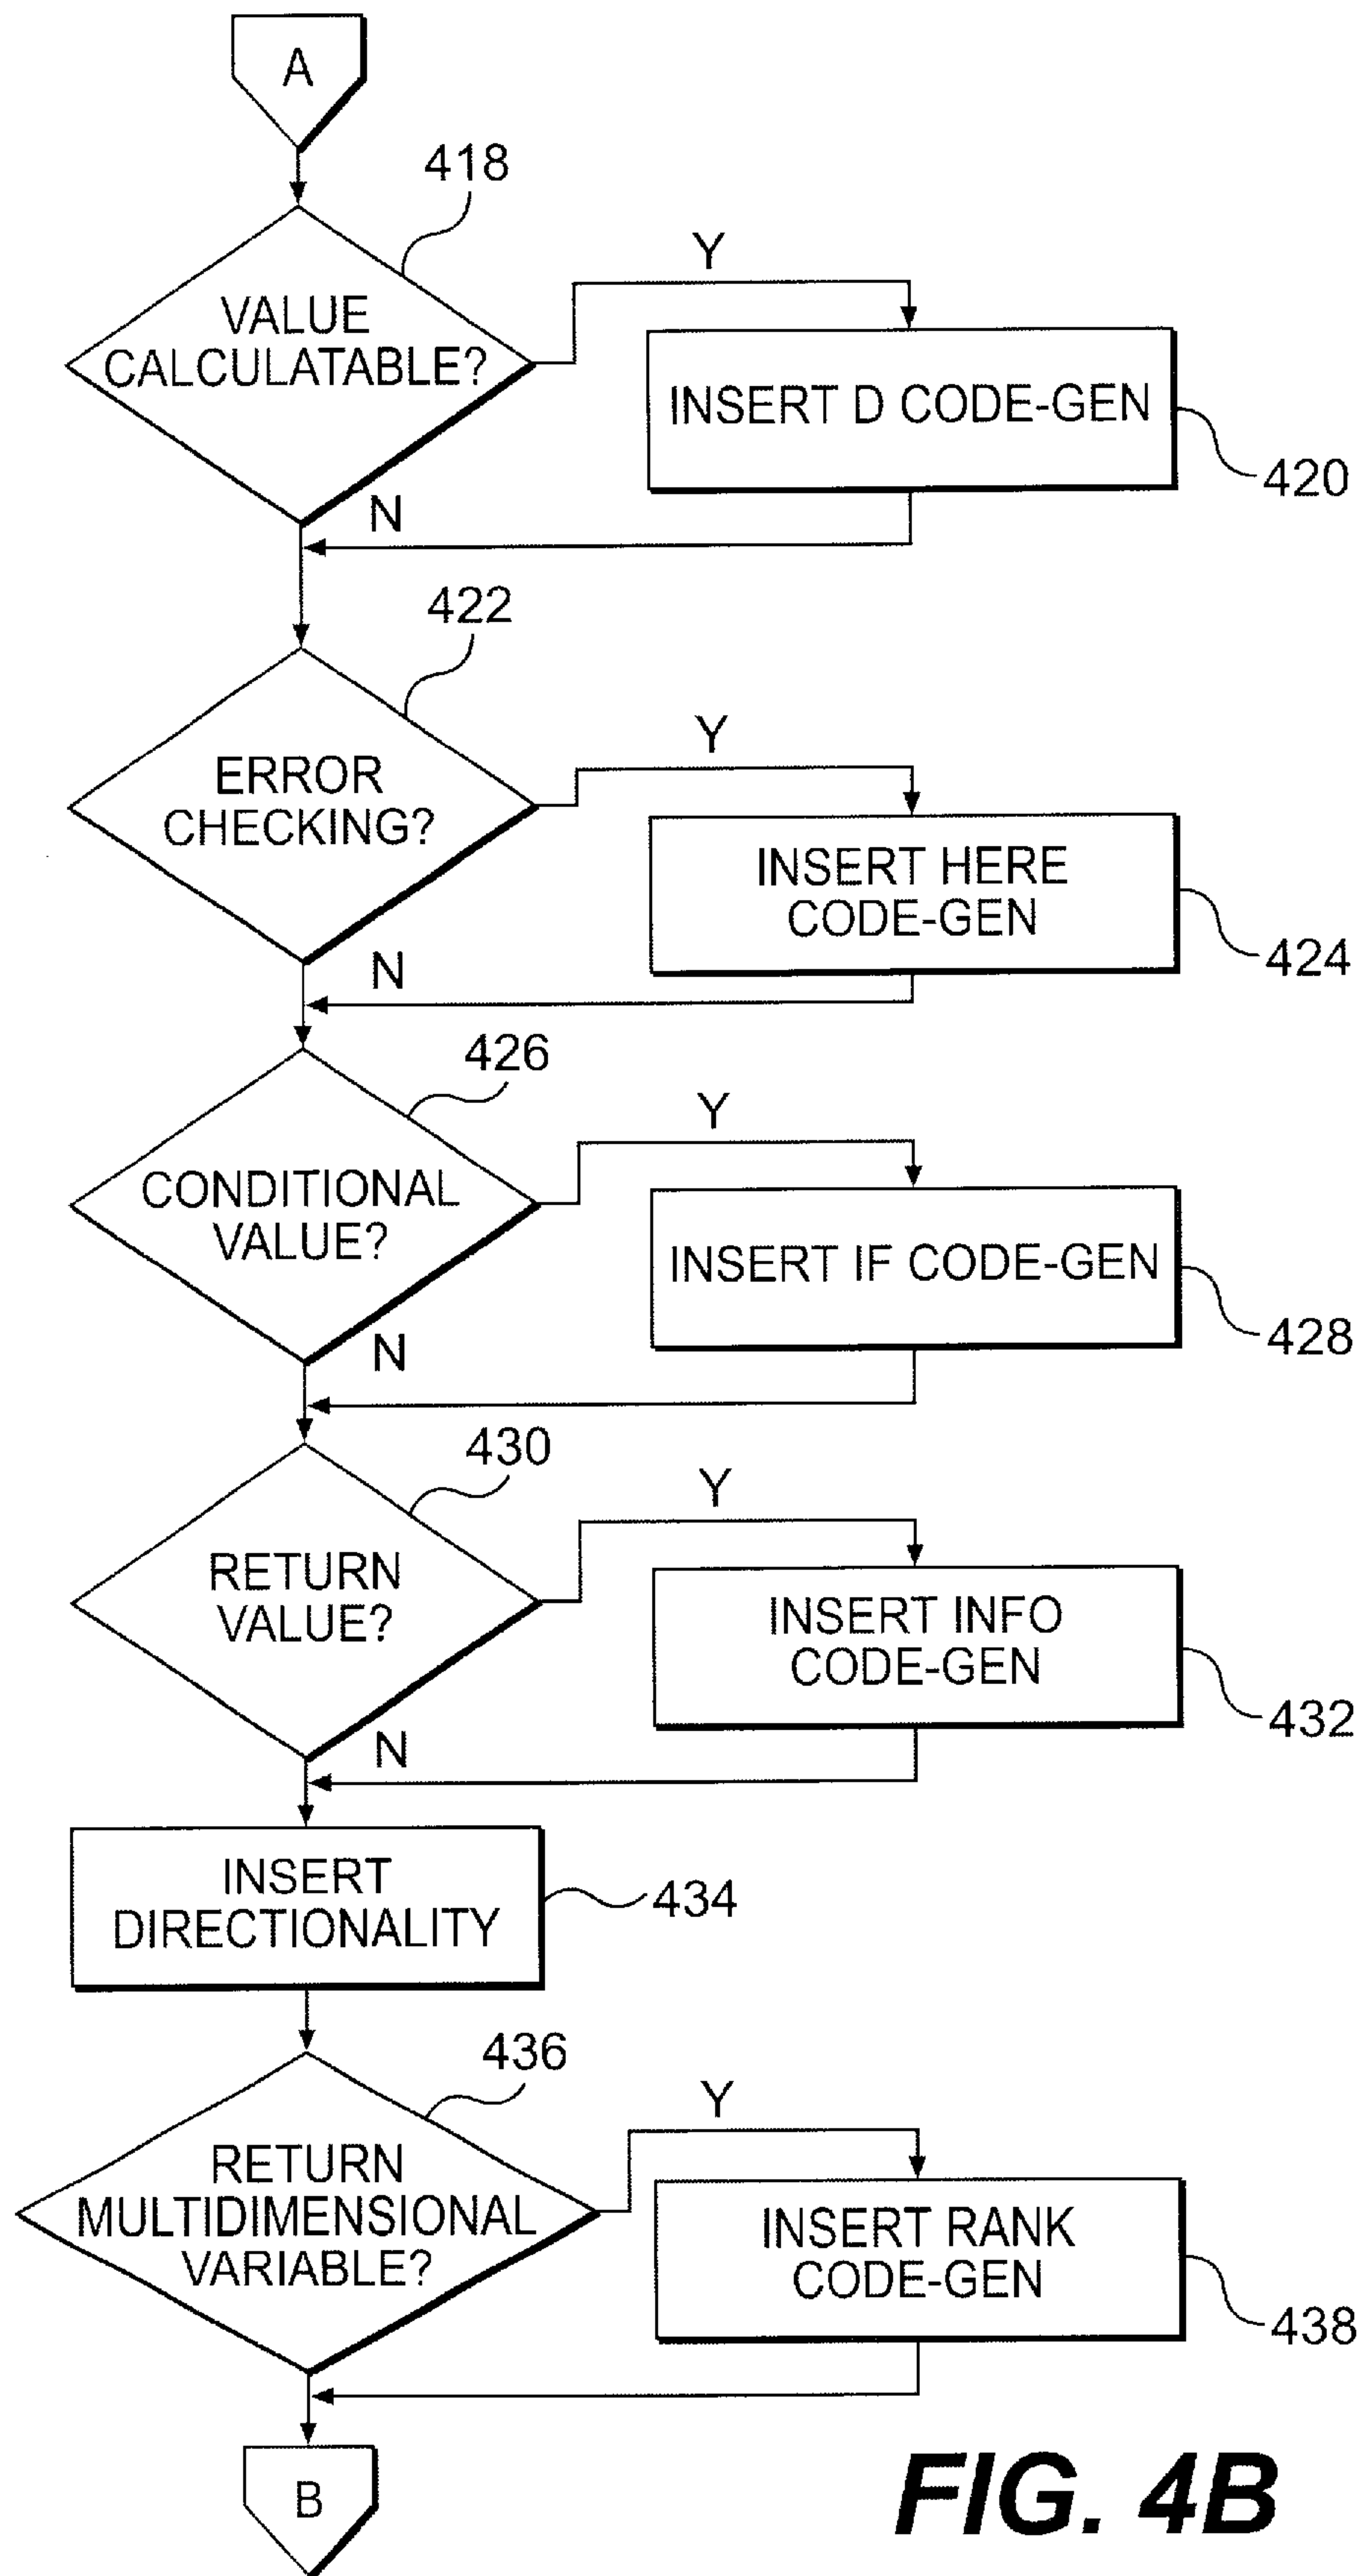 A
418
VALUE
CALCULATABLE?
Y
INSERT D CODE-GEN
420
N
422
ERROR
CHECKING?
Y
INSERT HERE
CODE-GEN
424
N
426
CONDITIONAL
VALUE?
Y
INSERT IF CODE-GEN
428
N
430
RETURN
VALUE?
Y
INSERT INFO
CODE-GEN
432
N
INSERT
DIRECTIONALITY
434
436
RETURN
MULTIDIMENSIONAL
VARIABLE?
Y
INSERT RANK
CODE-GEN
438
B
FIG. 4B